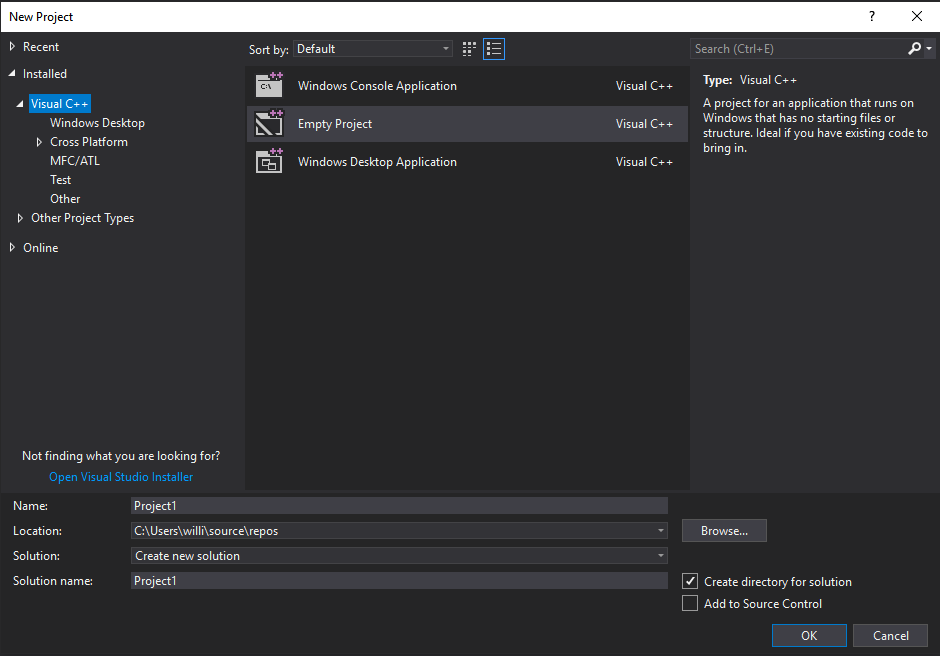 New Project
?
Recent
Installed
Visual C++
Windows Desktop
Cross Platform
MFC/ATL
Test
Other
Other Project Types
Online
Not finding what you are looking for?
Open Visual Studio Installer
Sort by: Default
Windows Console Application Visual C++
Empty Project Visual C++
Windows Desktop Application Visual C++
Search (Ctrl+E)
Type: Visual C++
A project for an application that runs on
Windows that has no starting files or
structure. Ideal if you have existing code to
bring in.
Name: Project1
Location: C:\Users\willi\source\repos Browse...
Solution: Create new solution
Solution name: Project1
Create directory for solution
Add to Source Control
OK Cancel